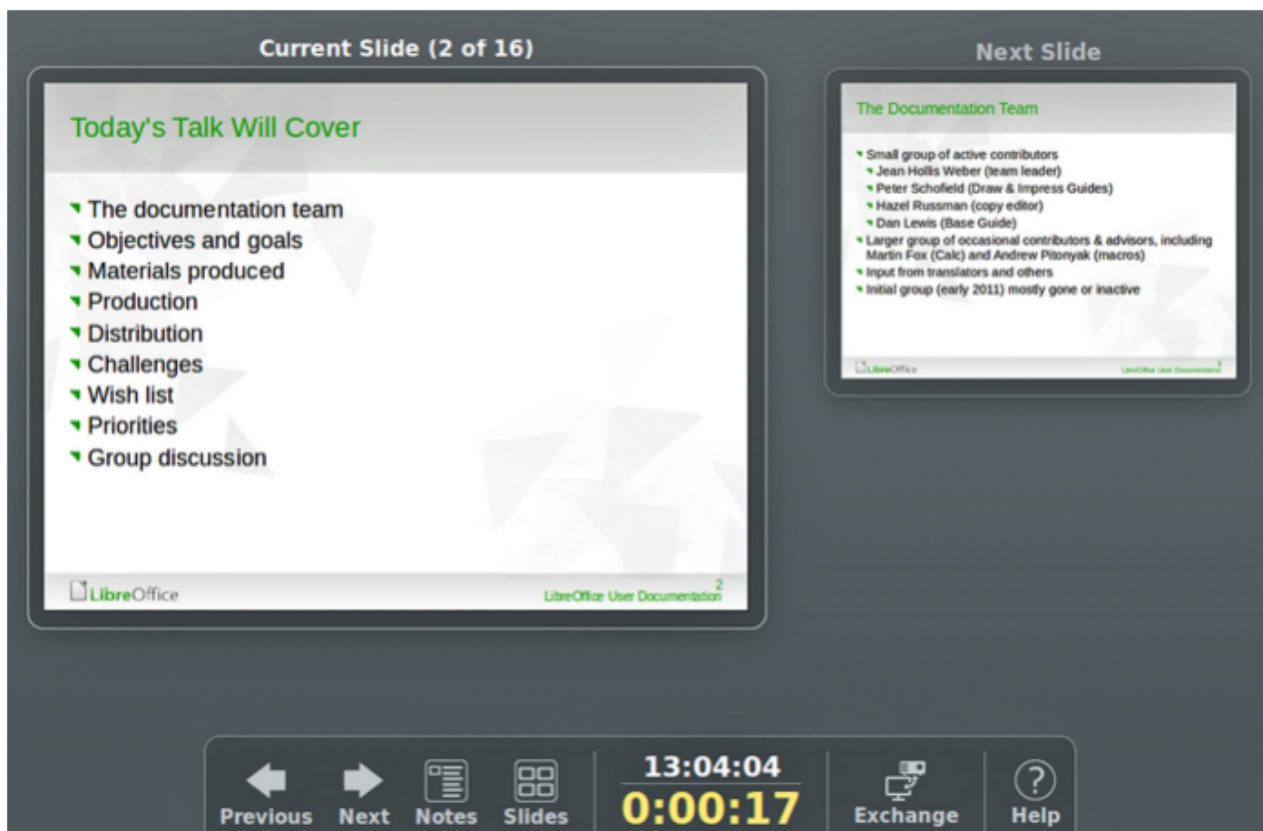 Current Slide (2 of 16)
Today's Talk Will Cover
The documentation team
Objectives and goals
Materials produced
Production
Distribution
Challenges
Wish list
Priorities
Group discussion
LibreOffice
2
LibreOffice User Documentation
Next Slide
The Documentation Team
Small group of active contributors
Jean Hollis Weber (team leader)
Peter Schofield (Draw & Impress Guides)
Hazel Russman (copy editor)
Dan Lewis (Base Guide)
Larger group of occasional contributors & advisors, including
Martin Fox (Calc) and Andrew Pitonyak (macros)
Input from translators and others
Initial group (early 2011) mostly gone or inactive
LibreOffice
LibreOffice User Documentation
Previous
Next
Notes
Slides
13:04:04
0:00:17
Exchange
?
Help